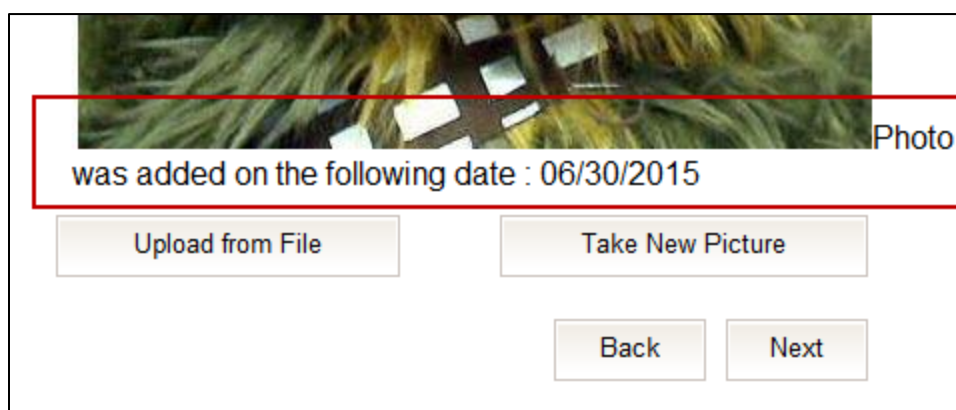 Photo
was added on the following date : 06/30/2015
Upload from File
Take New Picture
Back
Next